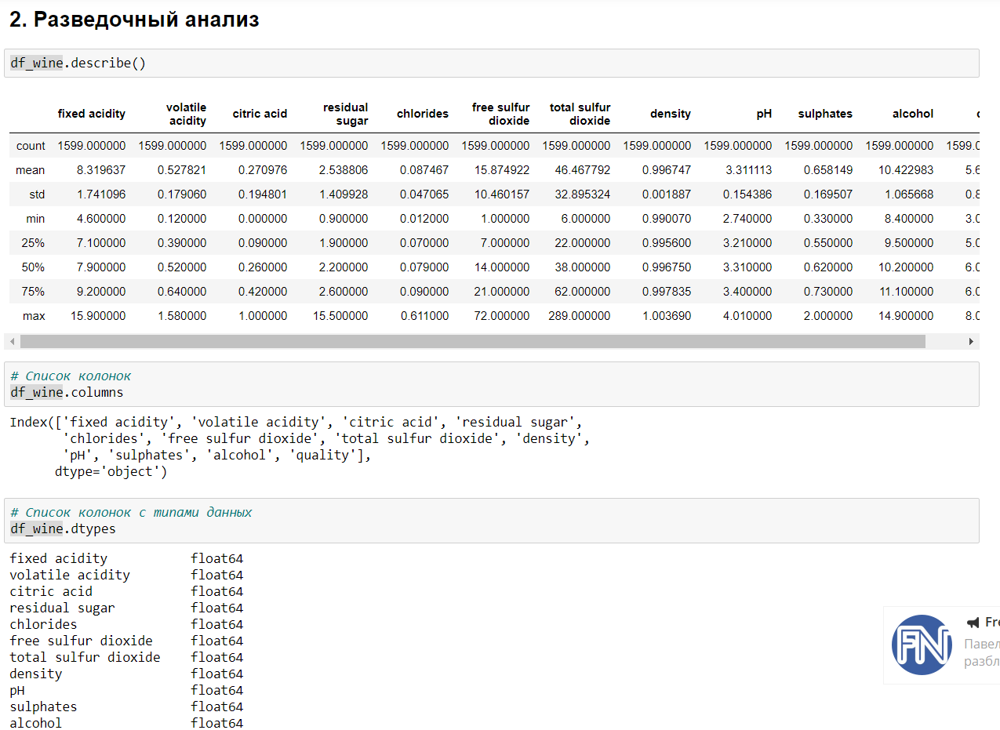 2. Разведочный анализ
df_wine.describe()
fixed acidity volatile acidity citric acid residual sugar chlorides free sulfur dioxide total sulfur dioxide density pH sulphates alcohol
count 1599.000000 1599.000000 1599.000000 1599.000000 1599.000000 1599.000000 1599.000000 1599.000000 1599.000000 1599.000000 1599.000000 1599.0
mean 8.319637 0.527821 0.270976 2.538806 0.087467 15.874922 46.467792 0.996747 3.311113 0.658149 10.422983 5.6
std 1.741096 0.179060 0.194801 1.409928 0.047065 10.460157 32.895324 0.001887 0.154386 0.169507 1.065668 0.8
min 4.600000 0.120000 0.000000 0.900000 0.012000 1.000000 6.000000 0.990070 2.740000 0.330000 8.400000 3.0
25% 7.100000 0.390000 0.090000 1.900000 0.070000 7.000000 22.000000 0.995600 3.210000 0.550000 9.500000 5.0
50% 7.900000 0.520000 0.260000 2.200000 0.079000 14.000000 38.000000 0.996750 3.310000 0.620000 10.200000 6.0
75% 9.200000 0.640000 0.420000 2.600000 0.090000 21.000000 62.000000 0.997835 3.400000 0.730000 11.100000 6.0
max 15.900000 1.580000 1.000000 15.500000 0.611000 72.000000 289.000000 1.003690 4.010000 2.000000 14.900000 8.0
# Список колонок
df_wine.columns
Index(['fixed acidity', 'volatile acidity', 'citric acid', 'residual sugar',
'chlorides', 'free sulfur dioxide', 'total sulfur dioxide', 'density',
'pH', 'sulphates', 'alcohol', 'quality'],
dtype='object')
# Список колонок с типами данных
df_wine.dtypes
fixed acidity float64
volatile acidity float64
citric acid float64
residual sugar float64
chlorides float64
free sulfur dioxide float64
total sulfur dioxide float64
density float64
pH float64
sulphates float64
alcohol float64
FN
Fre
Павел
разбл